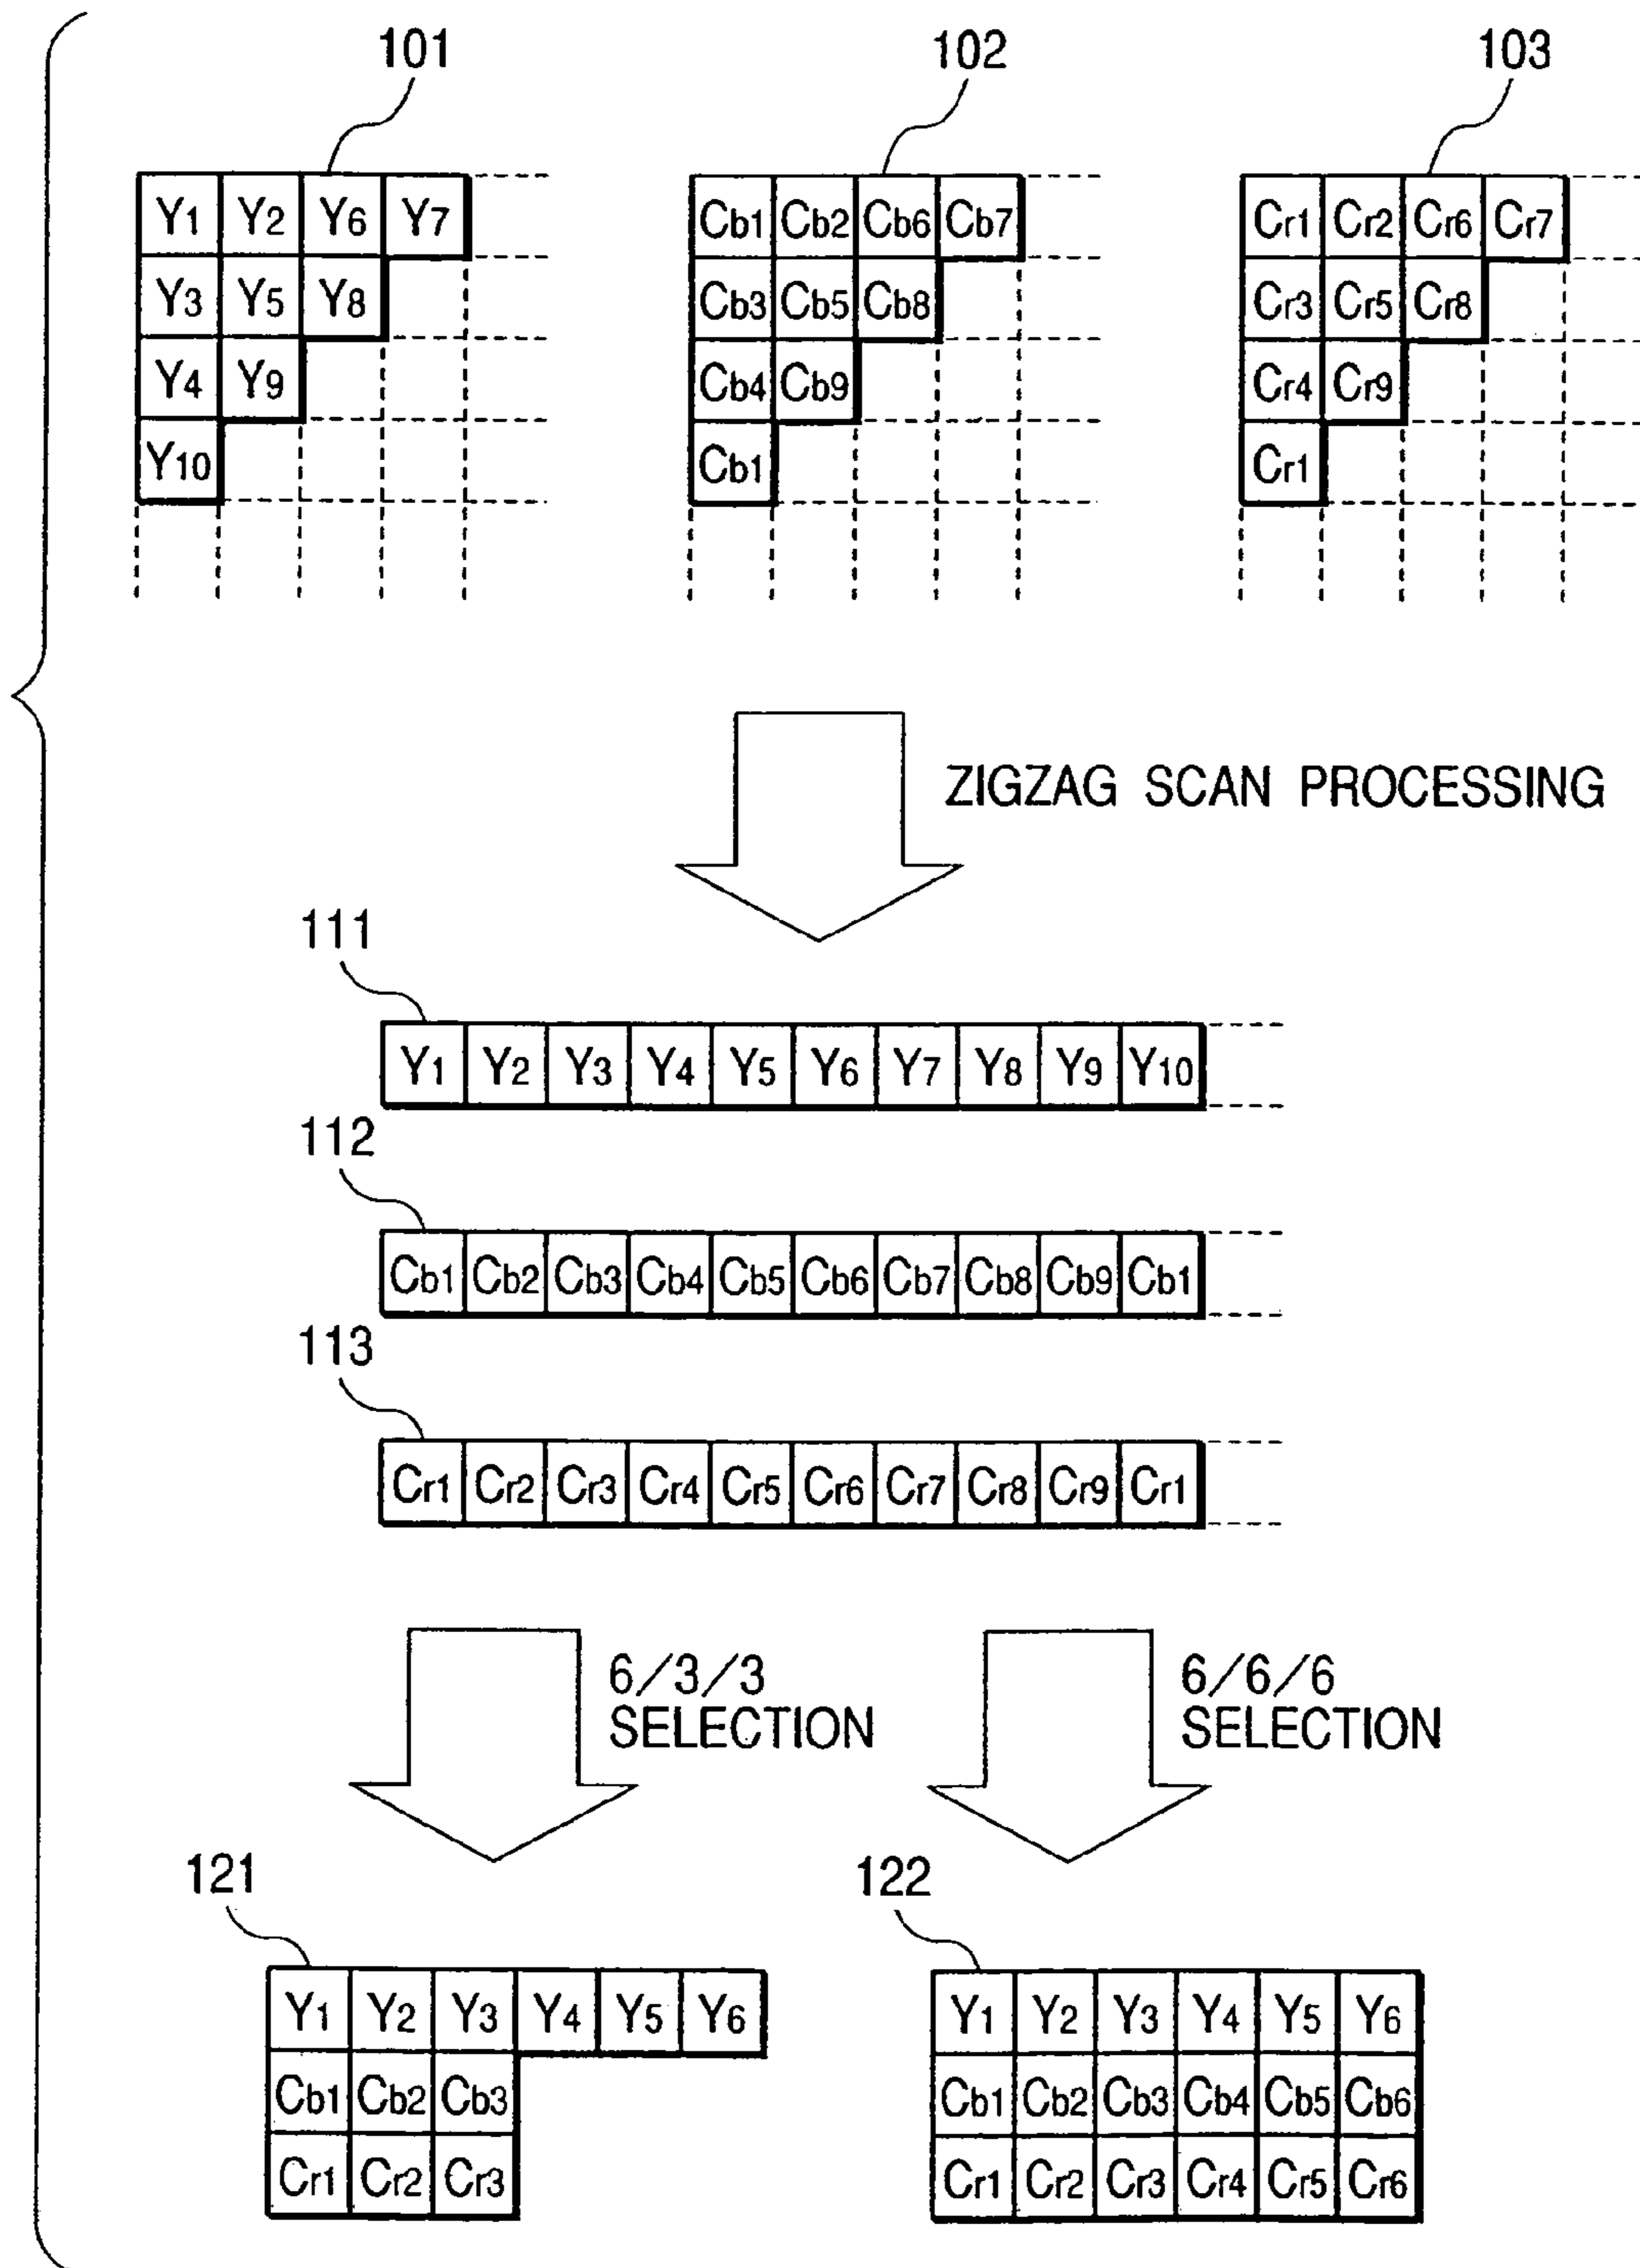 101 102 103
Y1 Y2 Y6 Y7 Cb1 Cb2 Cb6 Cb7 Cr1 Cr2 Cr6 Cr7
Y3 Y5 Y8 Cb3 Cb5 Cb8 Cr3 Cr5 Cr8
Y4 Y9 Cb4 Cb9 Cr4 Cr9
Y10 Cb1 Cr1
ZIGZAG SCAN PROCESSING
111
Y1 Y2 Y3 Y4 Y5 Y6 Y7 Y8 Y9 Y10
112
Cb1 Cb2 Cb3 Cb4 Cb5 Cb6 Cb7 Cb8 Cb9 Cb1
113
Cr1 Cr2 Cr3 Cr4 Cr5 Cr6 Cr7 Cr8 Cr9 Cr1
6/3/3
SELECTION
6/6/6
SELECTION
121
Y1 Y2 Y3 Y4 Y5 Y6
Cb1 Cb2 Cb3
Cr1 Cr2 Cr3
122
Y1 Y2 Y3 Y4 Y5 Y6
Cb1 Cb2 Cb3 Cb4 Cb5 Cb6
Cr1 Cr2 Cr3 Cr4 Cr5 Cr6